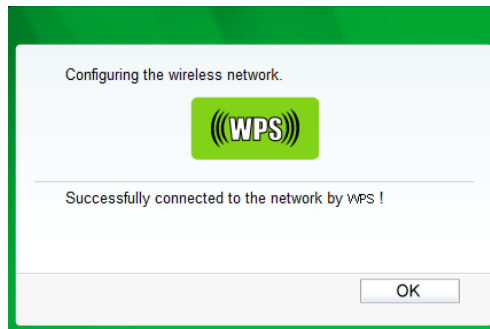 Configuring the wireless network.
(((WPS)))
Successfully connected to the network by WPS !
OK